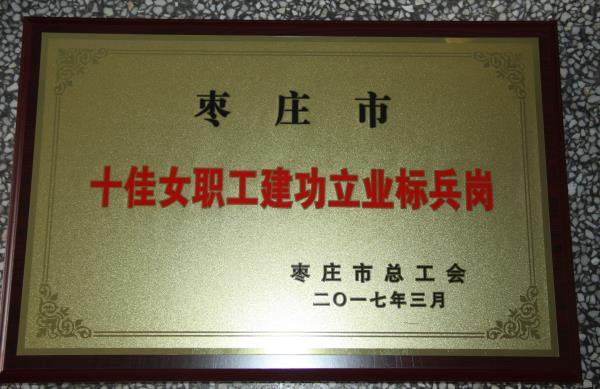 枣庄市
十佳女职工建功立业标兵岗
枣庄市总工会
二〇一七年三月